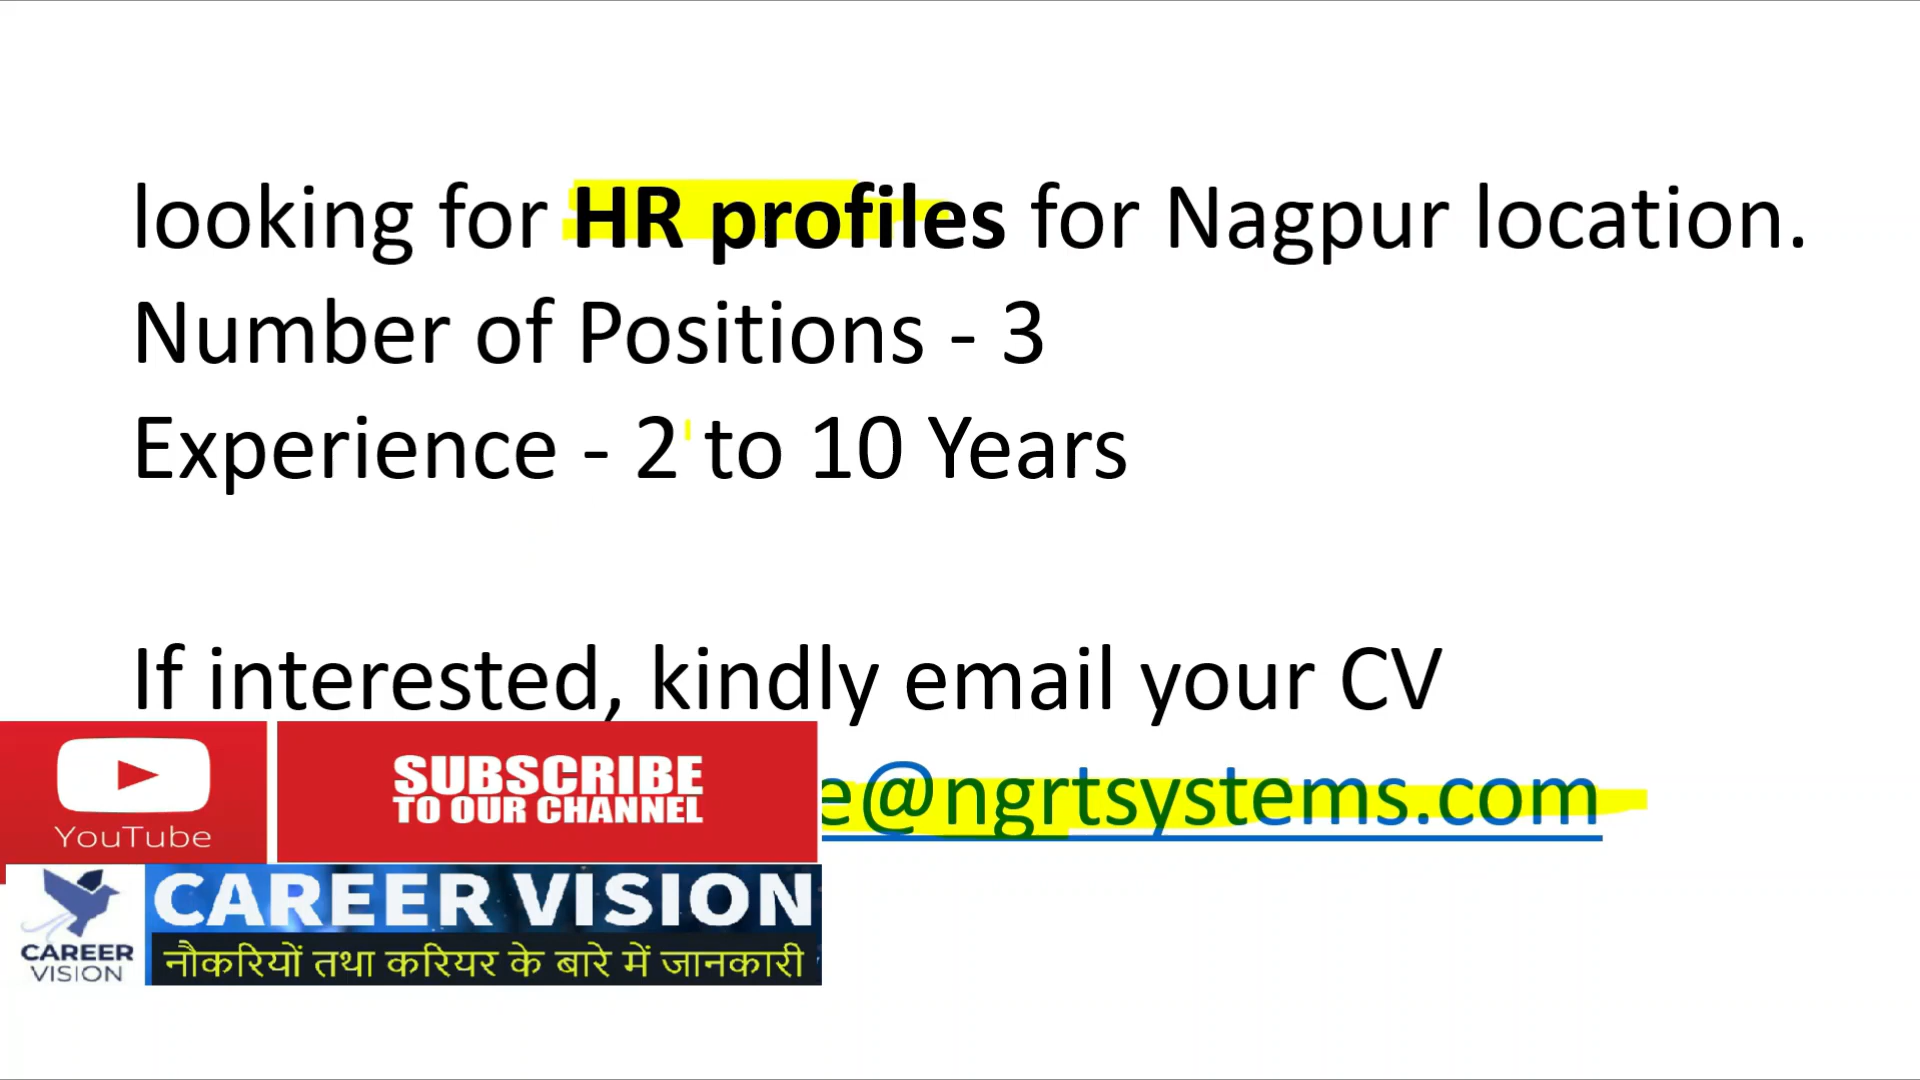 looking for HR profiles for Nagpur location.
Number of Positions - 3
Experience - 2 to 10 Years
If interested, kindly email your CV
e@ngrtsystems.com
YouTube
SUBSCRIBE
TO OUR CHANNEL
CAREER VISION
नौकरियों तथा करियर के बारे में जानकारी
CAREER
VISION